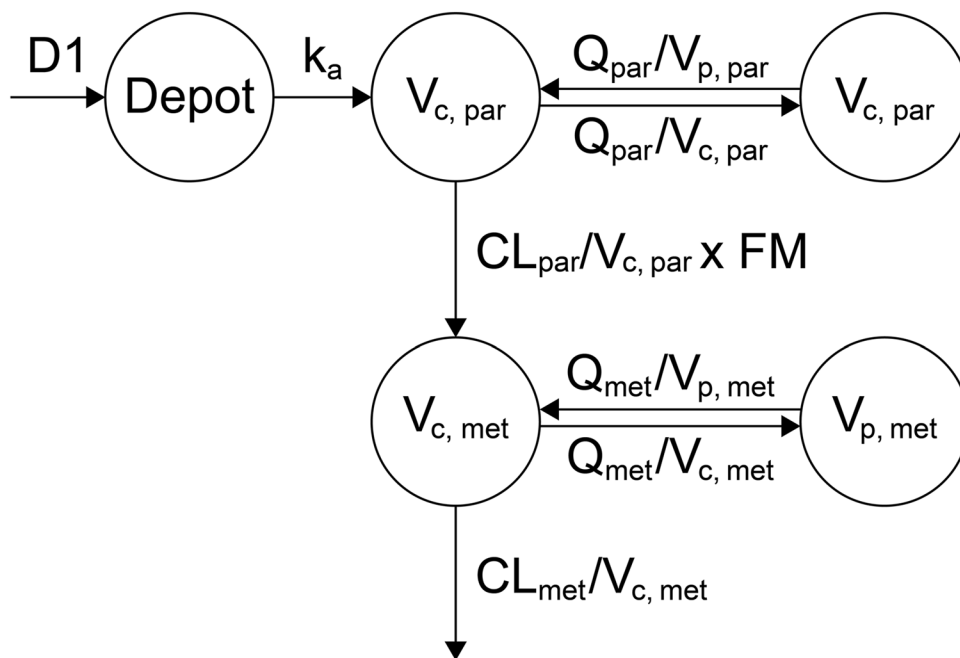 D1
Depot
kₐ
V_c, par
Q_par/V_p, par
Q_par/V_c, par
V_c, par
CL_par/V_c, par x FM
V_c, met
Q_met/V_p, met
Q_met/V_c, met
V_p, met
CL_met/V_c, met